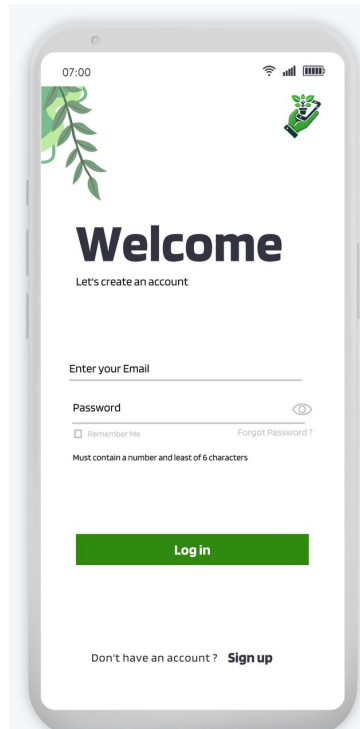 07:00
Welcome
Let's create an account
Enter your Email
Password
Remember Me Forgot Password ?
Must contain a number and least of 6 characters
Log in
Don't have an account ? Sign up